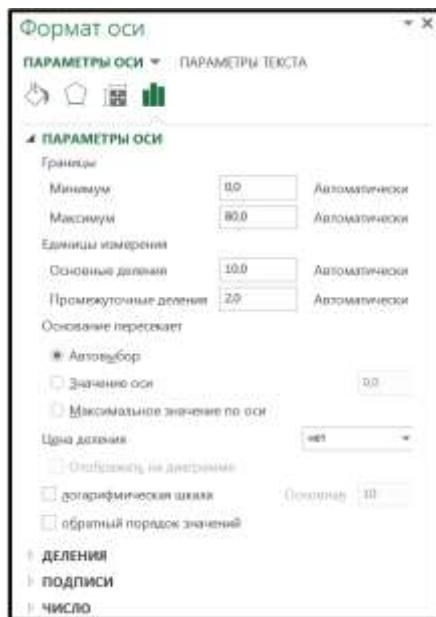 Формат оси
ПАРАМЕТРЫ ОСИ ПАРАМЕТРЫ ТЕКСТА
ПАРАМЕТРЫ ОСИ
Границы
Минимум 0,0 Автоматически
Максимум 80,0 Автоматически
Единицы измерения
Основные деления 10,0 Автоматически
Промежуточные деления 2,0 Автоматически
Основание пересекает
Автовыбор
Значение оси 0,0
Максимальное значение по оси
Цена деления нет
Отображать на диаграмме
логарифмическая шкала Основная 10
обратный порядок значений
ДЕЛЕНИЯ
ПОДПИСИ
ЧИСЛО